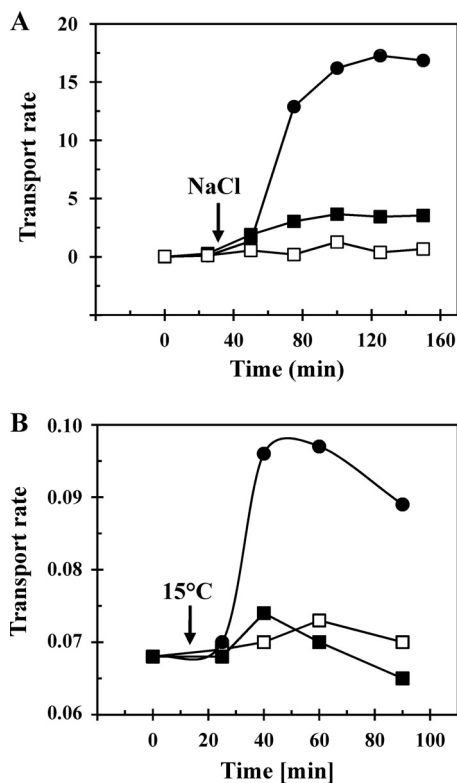 A
Transport rate
20
15
10
5
0
NaCl
0 40 80 120 160
Time (min)
B
Transport rate
0.10
0.09
0.08
0.07
0.06
15°C
0 20 40 60 80 100
Time [min]